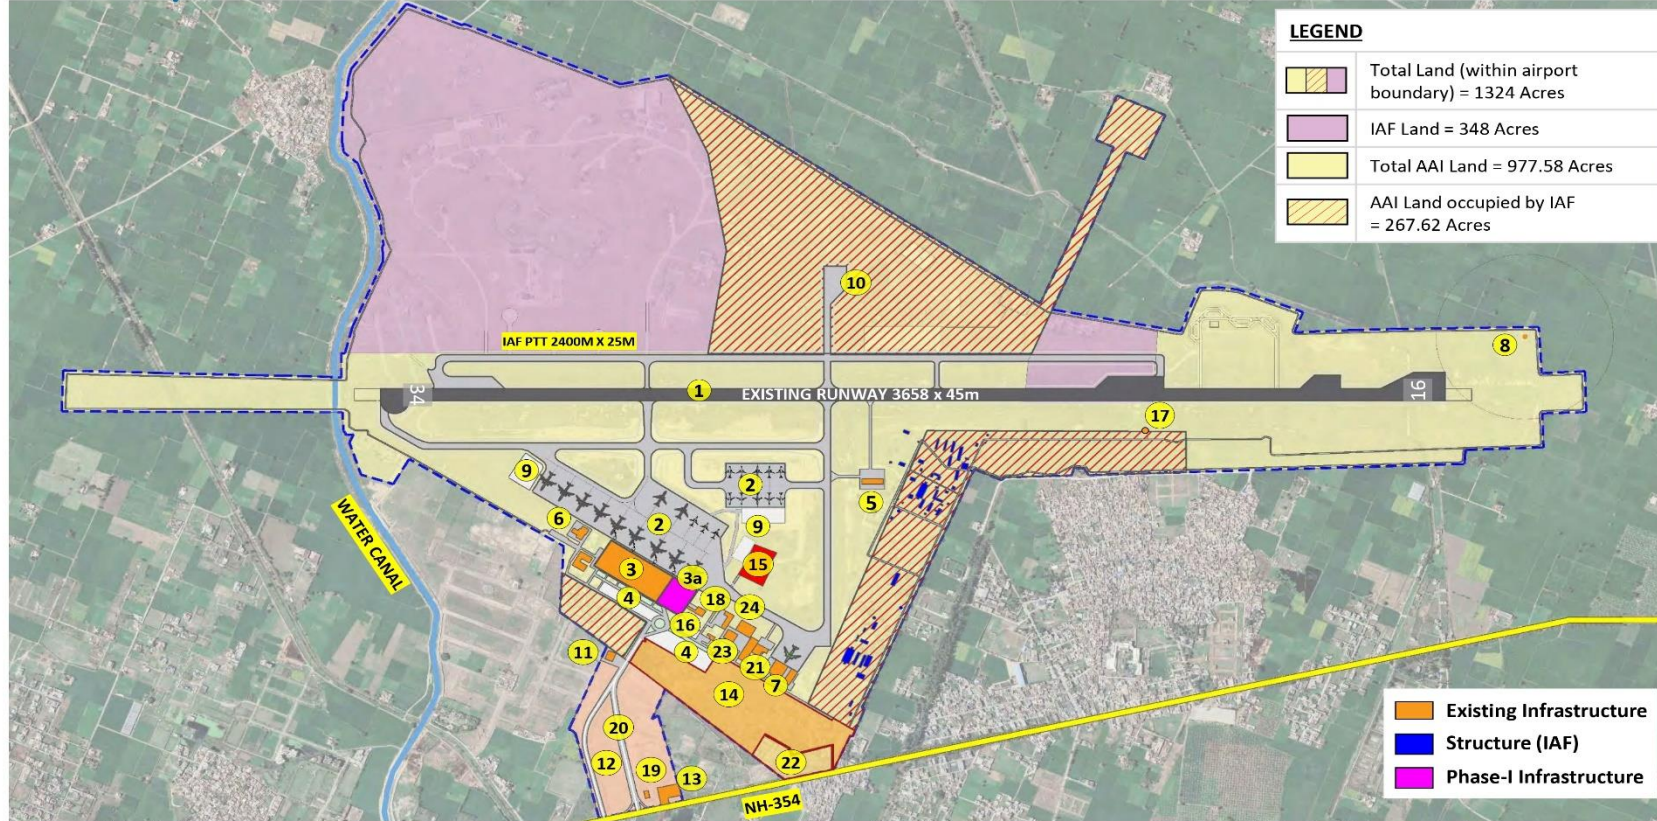 LEGEND
Total Land (within airport
boundary) = 1324 Acres
IAF Land = 348 Acres
Total AAI Land = 977.58 Acres
AAI Land occupied by IAF
= 267.62 Acres
10
IAF PTT 2400M X 25M
8
34
1
EXISTING RUNWAY 3658 x 45m
16
17
9
2
5
6
2
9
WATER CANAL
3
3a
15
4
18
24
16
11
4
23
21
7
14
20
22
12
19
13
NH-354
Existing Infrastructure
Structure (IAF)
Phase-I Infrastructure